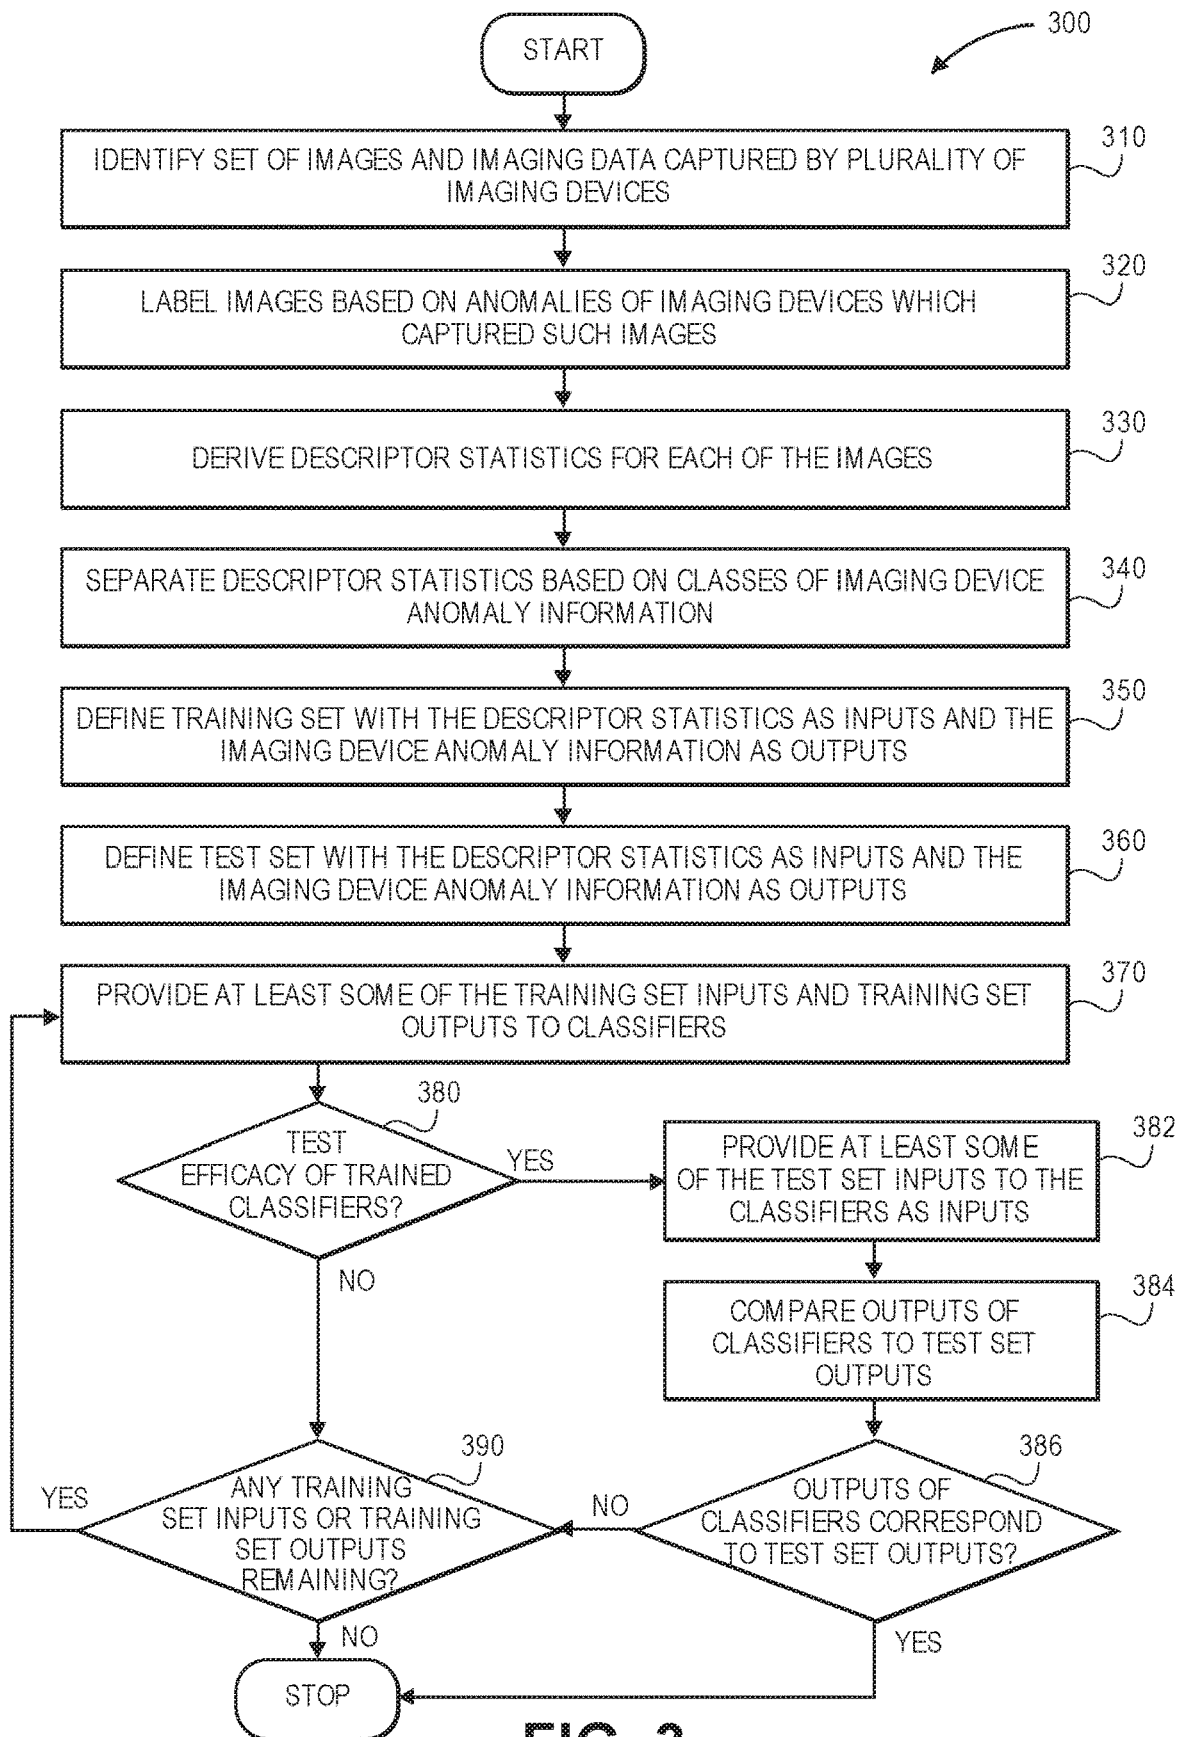 300
START
310
IDENTIFY SET OF IMAGES AND IMAGING DATA CAPTURED BY PLURALITY OF
IMAGING DEVICES
320
LABEL IMAGES BASED ON ANOMALIES OF IMAGING DEVICES WHICH
CAPTURED SUCH IMAGES
330
DERIVE DESCRIPTOR STATISTICS FOR EACH OF THE IMAGES
340
SEPARATE DESCRIPTOR STATISTICS BASED ON CLASSES OF IMAGING DEVICE
ANOMALY INFORMATION
350
DEFINE TRAINING SET WITH THE DESCRIPTOR STATISTICS AS INPUTS AND THE
IMAGING DEVICE ANOMALY INFORMATION AS OUTPUTS
360
DEFINE TEST SET WITH THE DESCRIPTOR STATISTICS AS INPUTS AND THE
IMAGING DEVICE ANOMALY INFORMATION AS OUTPUTS
370
PROVIDE AT LEAST SOME OF THE TRAINING SET INPUTS AND TRAINING SET
OUTPUTS TO CLASSIFIERS
380
TEST
EFFICACY OF TRAINED
CLASSIFIERS?
YES
NO
382
PROVIDE AT LEAST SOME
OF THE TEST SET INPUTS TO THE
CLASSIFIERS AS INPUTS
384
COMPARE OUTPUTS OF
CLASSIFIERS TO TEST SET
OUTPUTS
386
OUTPUTS OF
CLASSIFIERS CORRESPOND
TO TEST SET OUTPUTS?
NO
YES
390
ANY TRAINING
SET INPUTS OR TRAINING
SET OUTPUTS
REMAINING?
YES
NO
STOP
FIG. 3